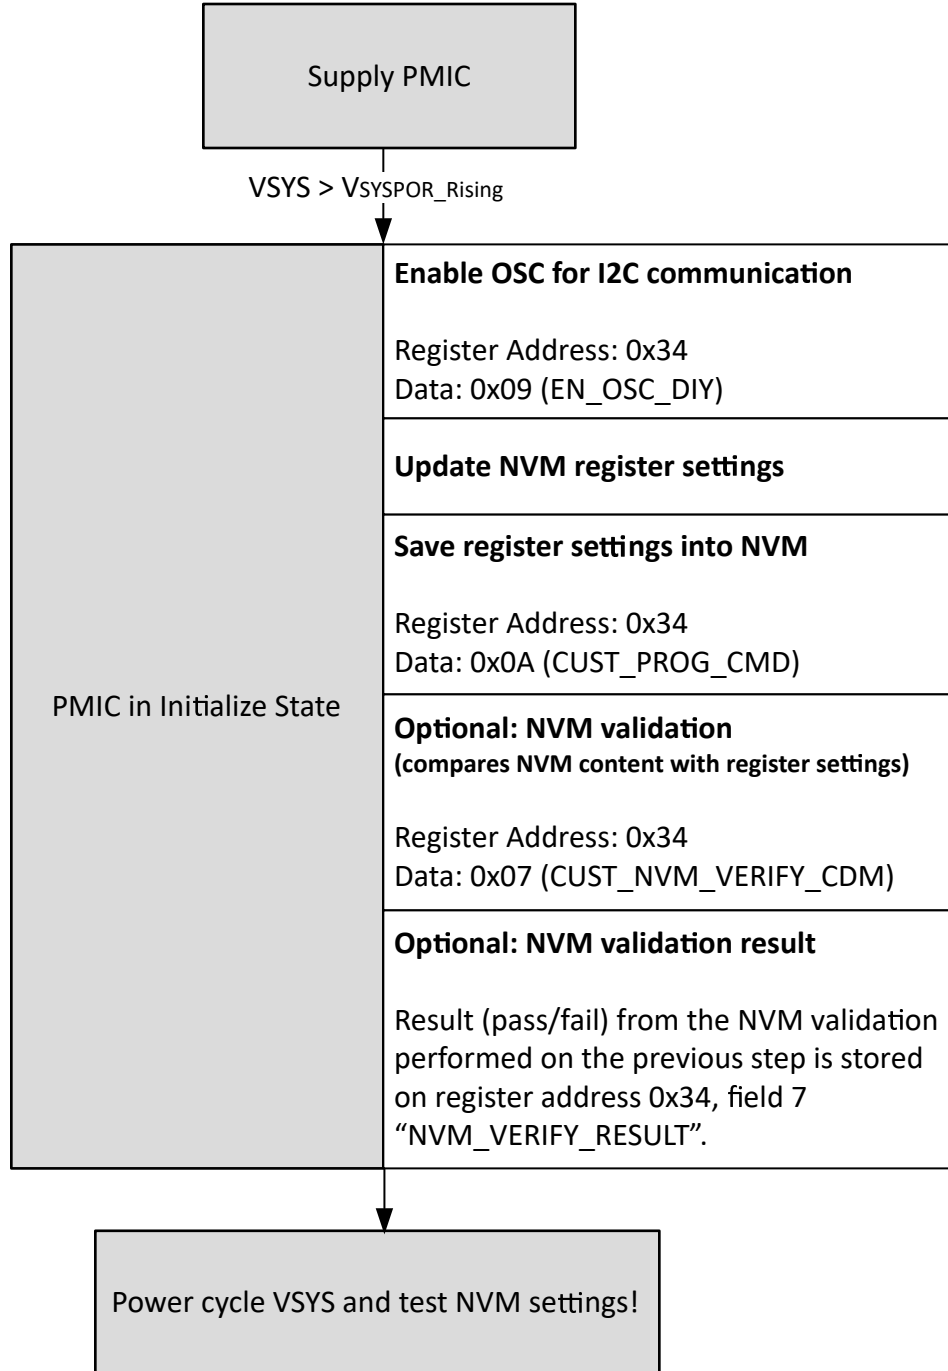 Supply PMIC
VSYS > VSYSPOR_Rising
Enable OSC for I2C communication
Register Address: 0x34
Data: 0x09 (EN_OSC_DIY)
Update NVM register settings
Save register settings into NVM
Register Address: 0x34
Data: 0x0A (CUST_PROG_CMD)
PMIC in Initialize State
Optional: NVM validation
(compares NVM content with register settings)
Register Address: 0x34
Data: 0x07 (CUST_NVM_VERIFY_CDM)
Optional: NVM validation result
Result (pass/fail) from the NVM validation
performed on the previous step is stored
on register address 0x34, field 7
“NVM_VERIFY_RESULT”.
Power cycle VSYS and test NVM settings!